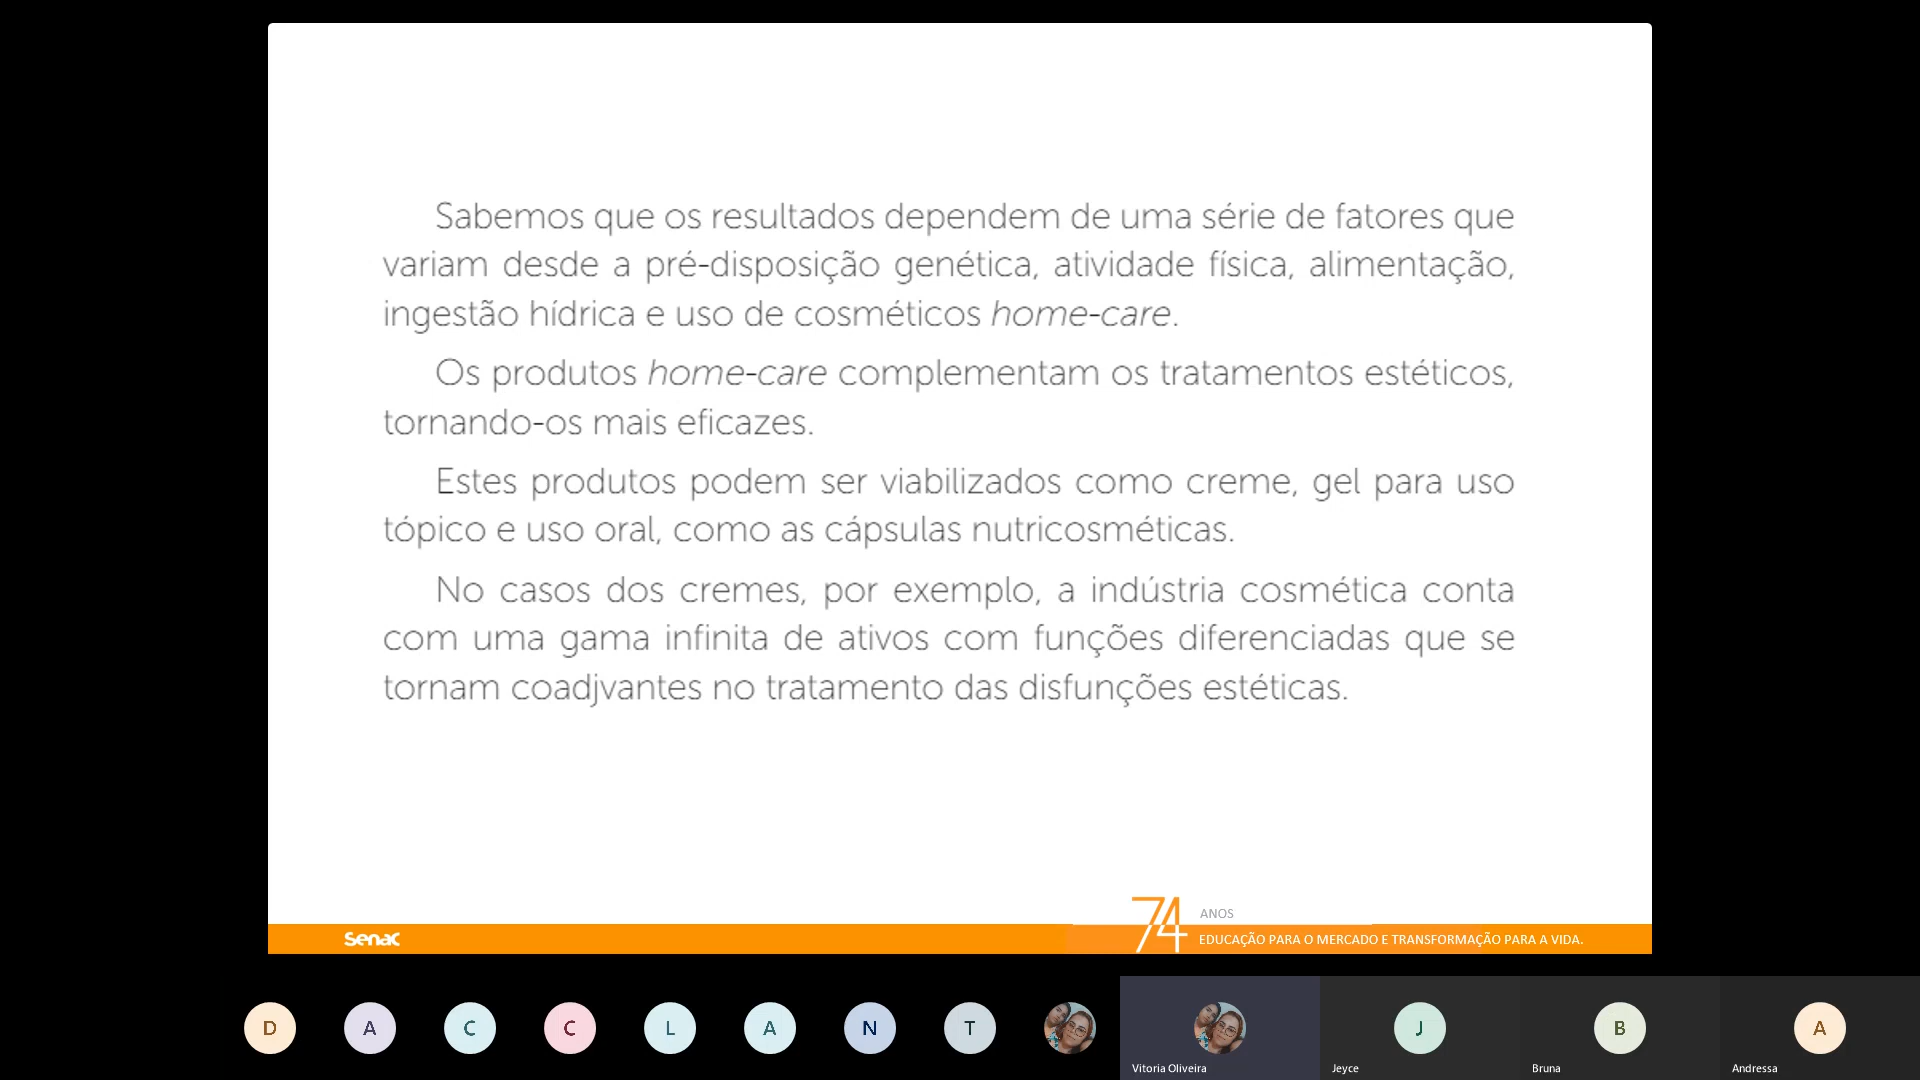 Sabemos que os resultados dependem de uma série de fatores que
variam desde a pré-disposição genética, atividade física, alimentação,
ingestão hídrica e uso de cosméticos home-care.
Os produtos home-care complementam os tratamentos estéticos,
tornando-os mais eficazes.
Estes produtos podem ser viabilizados como creme, gel para uso
tópico e uso oral, como as cápsulas nutricosméticas.
No casos dos cremes, por exemplo, a indústria cosmética conta
com uma gama infinita de ativos com funções diferenciadas que se
tornam coadjvantes no tratamento das disfunções estéticas.
Senac
74 ANOS
EDUCAÇÃO PARA O MERCADO E TRANSFORMAÇÃO PARA A VIDA.
D A C C L A N T J B A
Vitoria Oliveira Jeyce Bruna Andressa